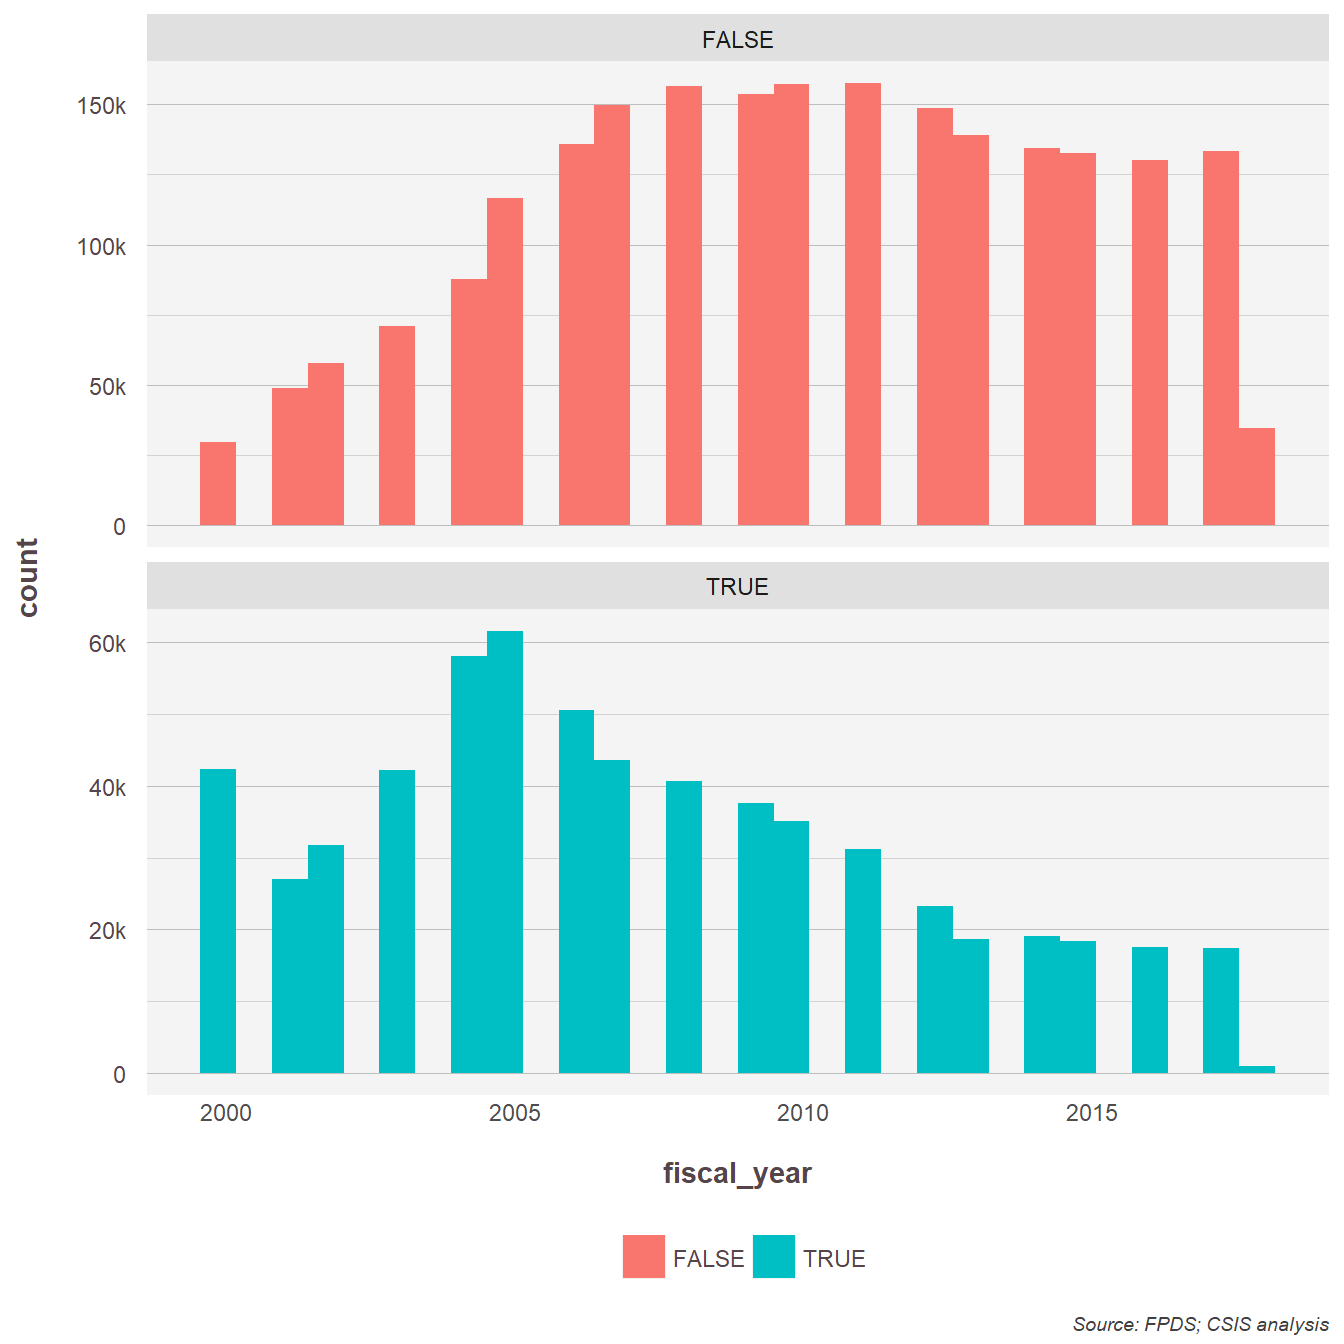 FALSE
150k
100k
50k
0
count
TRUE
60k
40k
20k
0
2000 2005 2010 2015
fiscal_year
FALSE TRUE
Source: FPDS; CSIS analysis